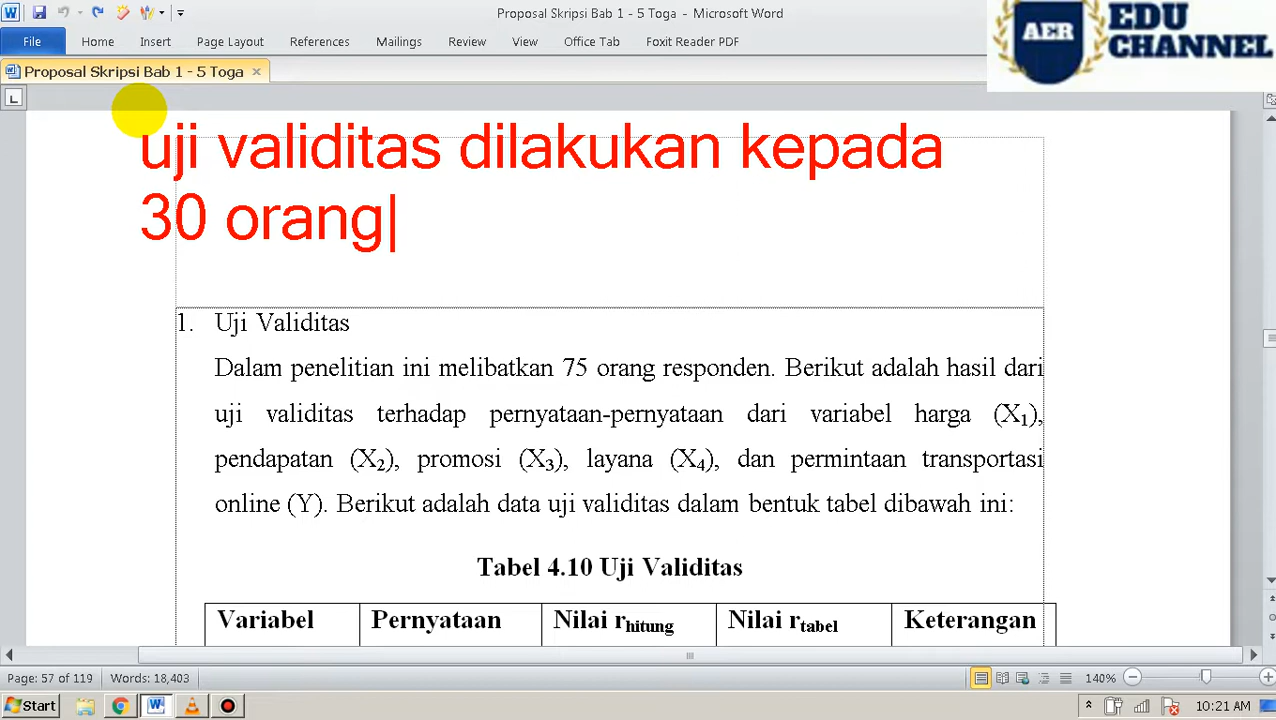 Proposal Skripsi Bab 1 - 5 Toga - Microsoft Word
File Home Insert Page Layout References Mailings Review View Office Tab Foxit Reader PDF
AER EDU CHANNEL
Proposal Skripsi Bab 1 - 5 Toga
uji validitas dilakukan kepada
30 orang
1. Uji Validitas
Dalam penelitian ini melibatkan 75 orang responden. Berikut adalah hasil dari
uji validitas terhadap pernyataan-pernyataan dari variabel harga (X1),
pendapatan (X2), promosi (X3), layana (X4), dan permintaan transportasi
online (Y). Berikut adalah data uji validitas dalam bentuk tabel dibawah ini:
Tabel 4.10 Uji Validitas
Variabel Pernyataan Nilai rhitung Nilai rtabel Keterangan
Page: 57 of 119 Words: 18,403 140%
Start 10:21 AM